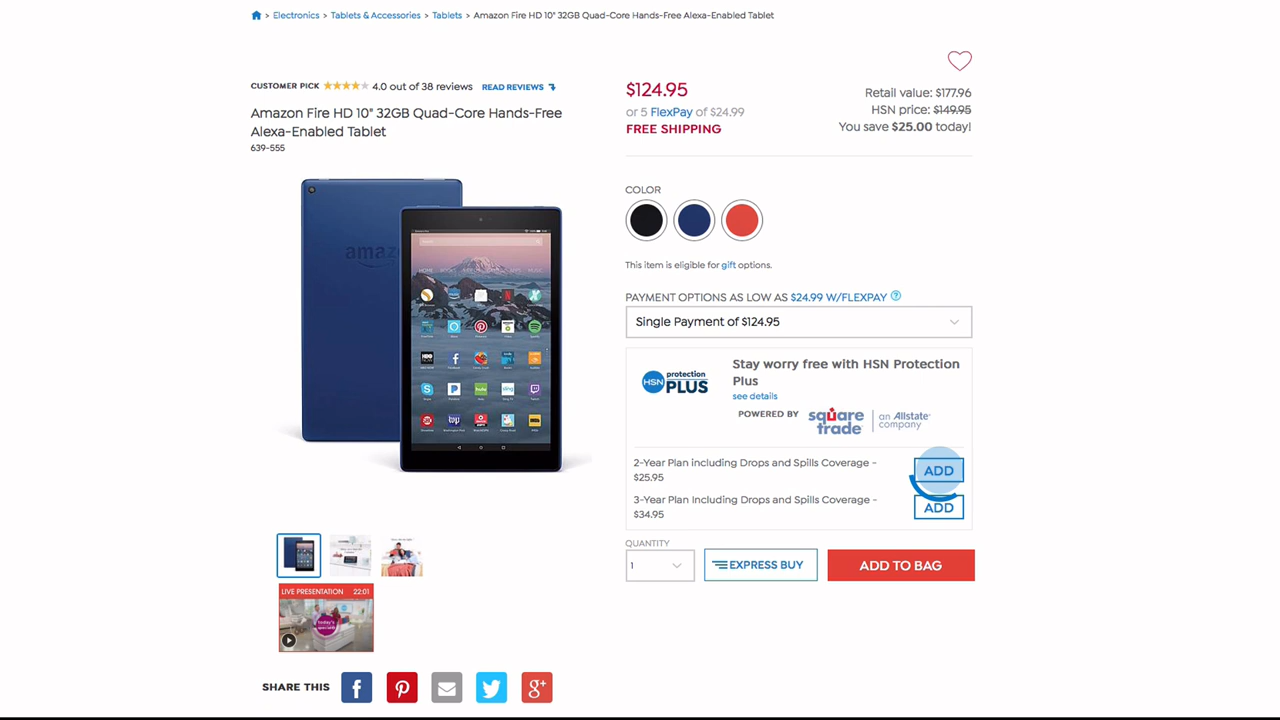 > Electronics > Tablets & Accessories > Tablets > Amazon Fire HD 10" 32GB Quad-Core Hands-Free Alexa-Enabled Tablet
CUSTOMER PICK 4.0 out of 38 reviews READ REVIEWS
Amazon Fire HD 10" 32GB Quad-Core Hands-Free
Alexa-Enabled Tablet
639-555
$124.95
or 5 FlexPay of $24.99
FREE SHIPPING
Retail value: $177.96
HSN price: $149.95
You save $25.00 today!
COLOR
This item is eligible for gift options.
PAYMENT OPTIONS AS LOW AS $24.99 W/FLEXPAY ?
Single Payment of $124.95
HSN protection PLUS
Stay worry free with HSN Protection
Plus
see details
POWERED BY square trade | an Allstate company
2-Year Plan including Drops and Spills Coverage -
$25.95
ADD
3-Year Plan Including Drops and Spills Coverage -
$34.95
ADD
QUANTITY
1
EXPRESS BUY
ADD TO BAG
LIVE PRESENTATION 22:01
today's
SHARE THIS